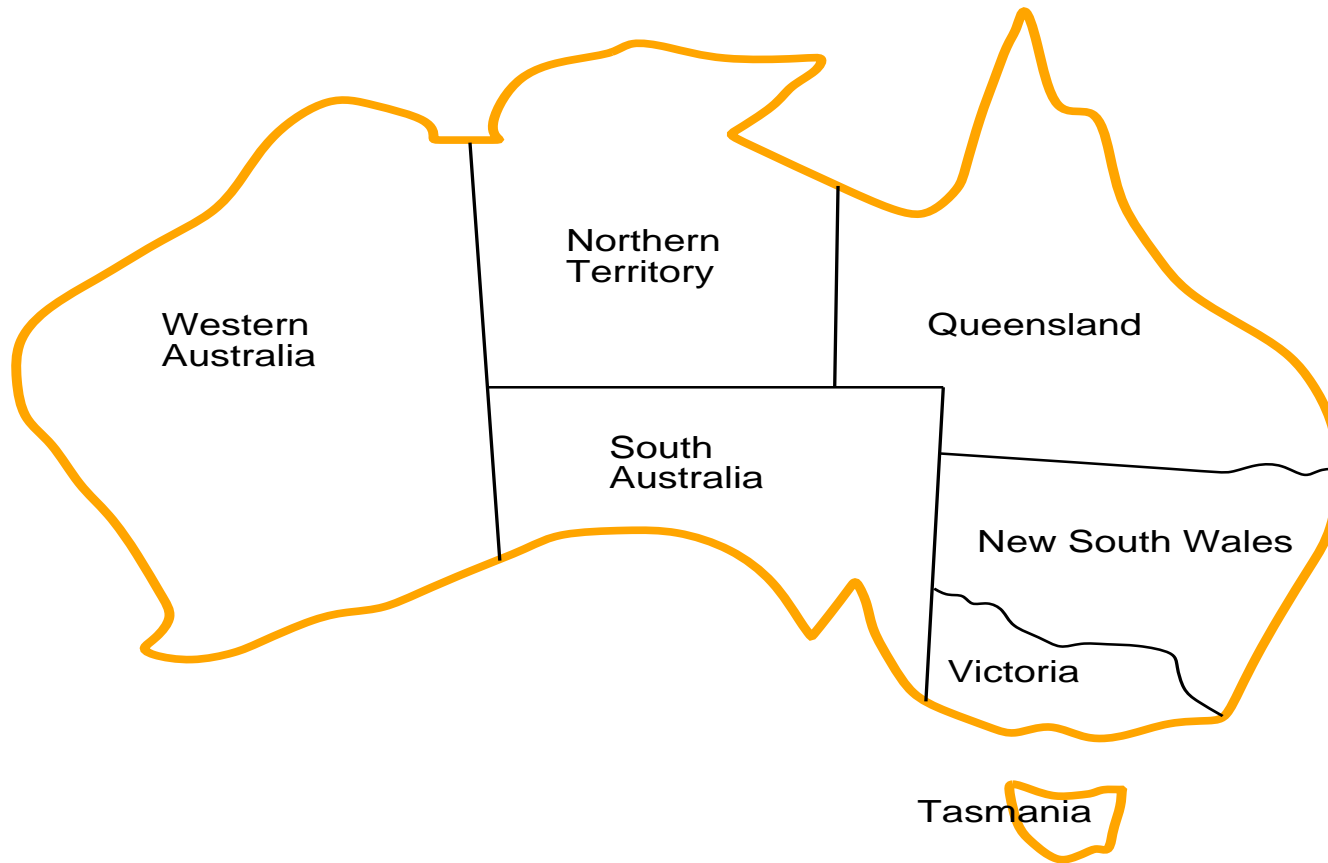 Northern
Territory
Western
Australia
Queensland
South
Australia
New South Wales
Victoria
Tasmania